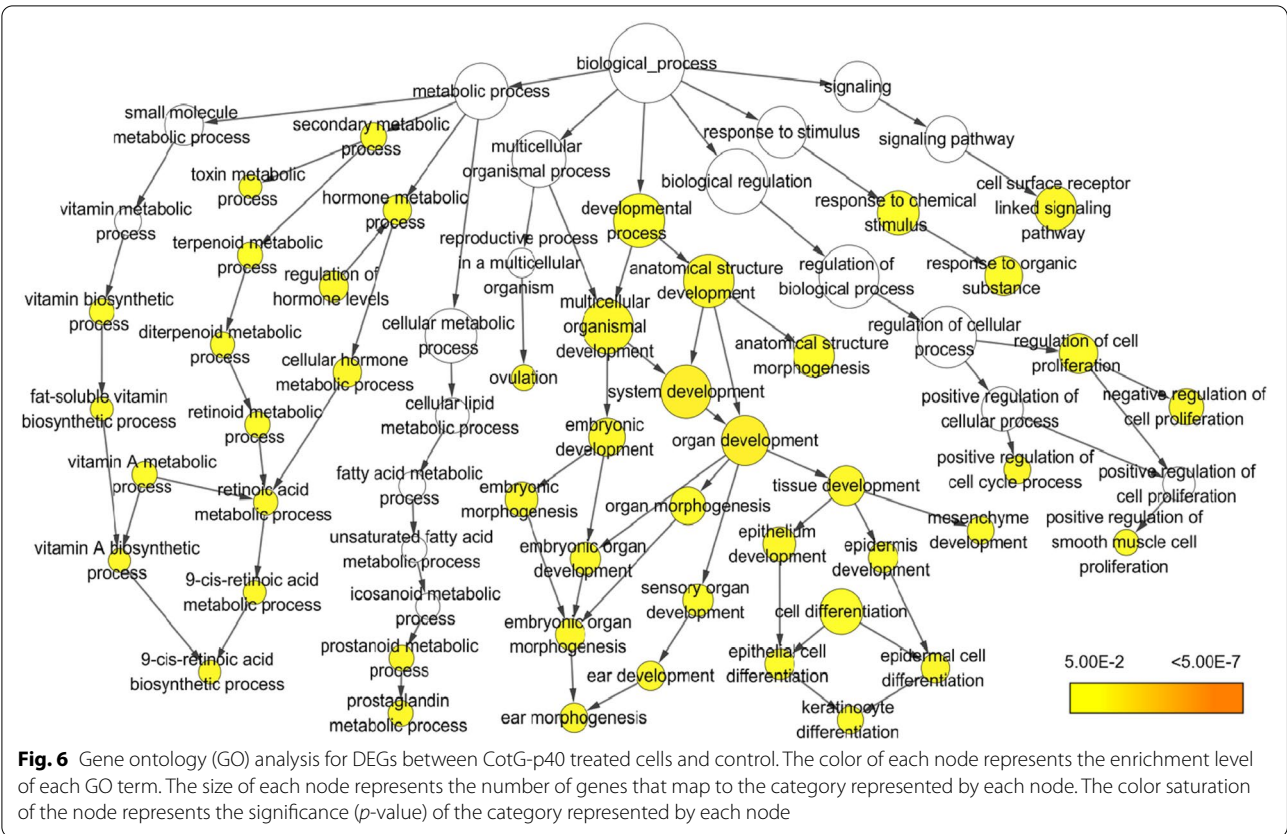 biological_process
metabolic process
signaling
small molecule
metabolic process
secondary metabolic
process
multicellular
organismal process
response to stimulus
signaling pathway
toxin metabolic
process
hormone metabolic
process
biological regulation
cell surface receptor
linked signaling
pathway
vitamin metabolic
process
developmental
process
response to chemical
stimulus
terpenoid metabolic
process
regulation of
hormone levels
reproductive process
in a multicellular
organism
anatomical structure
development
regulation of
biological process
response to organic
substance
vitamin biosynthetic
process
diterpenoid metabolic
process
cellular metabolic
process
multicellular
organismal
development
anatomical structure
morphogenesis
regulation of cellular
process
regulation of cell
proliferation
cellular hormone
metabolic process
ovulation
system development
fat-soluble vitamin
biosynthetic process
retinoid metabolic
process
cellular lipid
metabolic process
embryonic
development
organ development
positive regulation of
cellular process
negative regulation of
cell proliferation
vitamin A metabolic
process
retinoic acid
metabolic process
fatty acid metabolic
process
embryonic
morphogenesis
organ morphogenesis
tissue development
positive regulation of
cell cycle process
positive regulation of
cell proliferation
vitamin A biosynthetic
process
unsaturated fatty acid
metabolic process
embryonic organ
development
epithelium
development
epidermis
development
mesenchyme
development
positive regulation of
smooth muscle cell
proliferation
9-cis-retinoic acid
metabolic process
icosanoid metabolic
process
embryonic organ
morphogenesis
sensory organ
development
cell differentiation
9-cis-retinoic acid
biosynthetic process
prostanoid metabolic
process
ear development
epithelial cell
differentiation
epidermal cell
differentiation
prostaglandin
metabolic process
ear morphogenesis
keratinocyte
differentiation
5.00E-2 <5.00E-7
Fig. 6 Gene ontology (GO) analysis for DEGs between CotG-p40 treated cells and control. The color of each node represents the enrichment level
of each GO term. The size of each node represents the number of genes that map to the category represented by each node. The color saturation
of the node represents the significance (p-value) of the category represented by each node